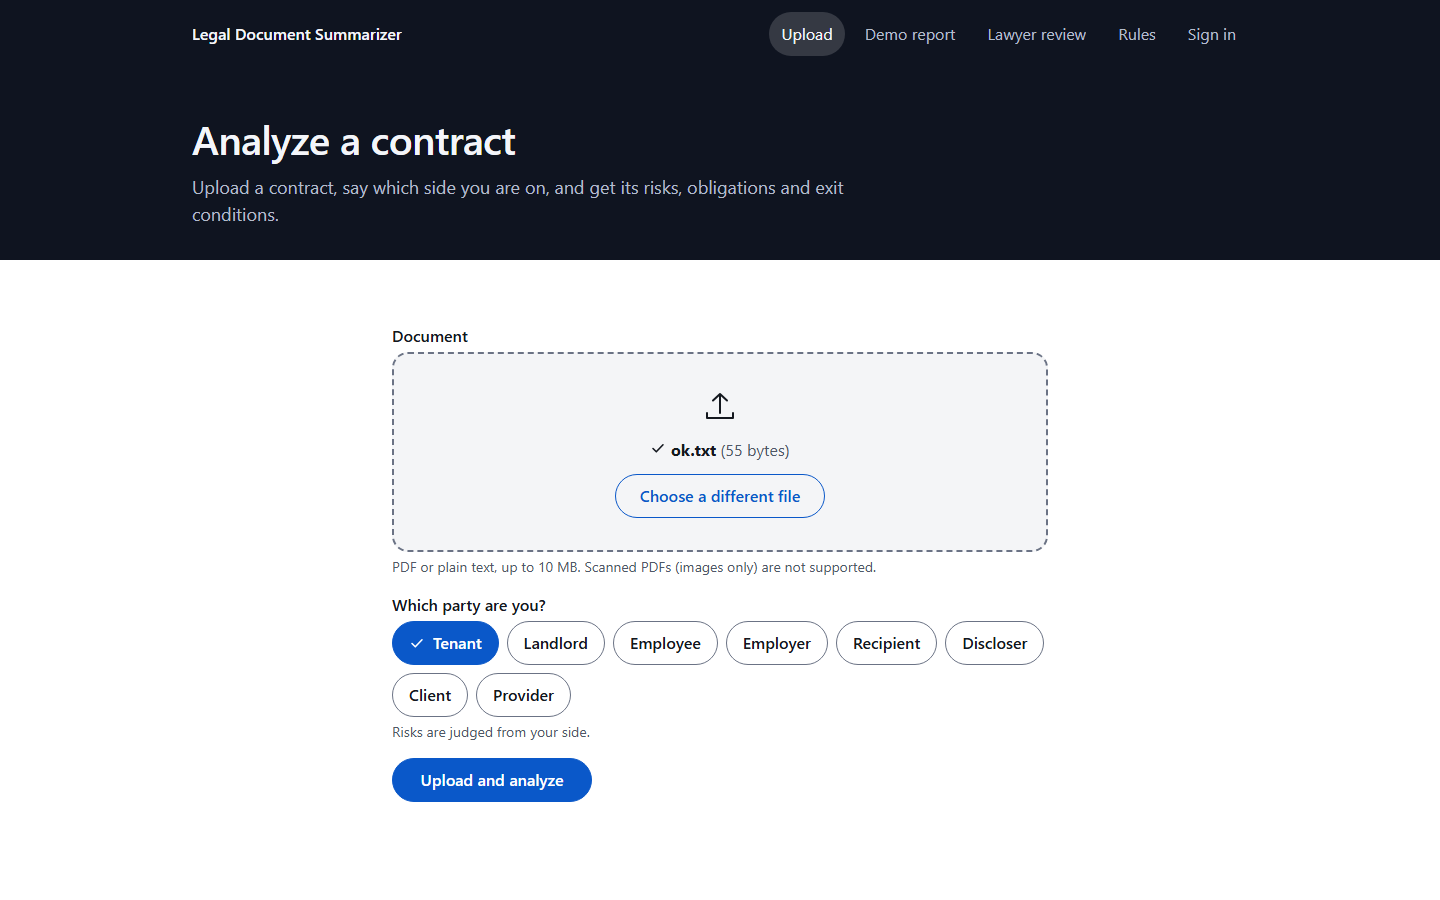 Legal Document Summarizer
Upload
Demo report
Lawyer review
Rules
Sign in
Analyze a contract
Upload a contract, say which side you are on, and get its risks, obligations and exit
conditions.
Document
ok.txt (55 bytes)
Choose a different file
PDF or plain text, up to 10 MB. Scanned PDFs (images only) are not supported.
Which party are you?
Tenant
Landlord
Employee
Employer
Recipient
Discloser
Client
Provider
Risks are judged from your side.
Upload and analyze